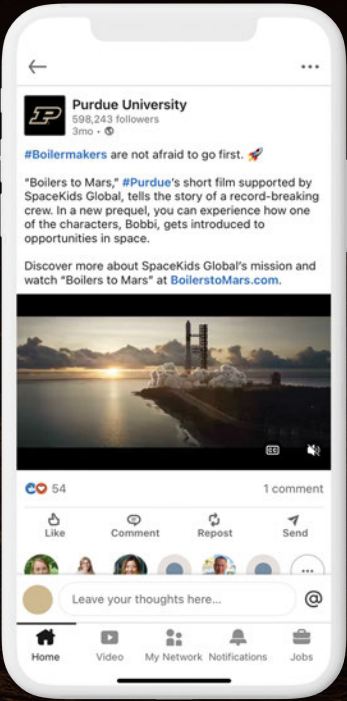 P
Purdue University
598,243 followers
3mo •
#Boilermakers are not afraid to go first. 🚀
"Boilers to Mars," #Purdue's short film supported by
SpaceKids Global, tells the story of a record-breaking
crew. In a new prequel, you can experience how one
of the characters, Bobbi, gets introduced to
opportunities in space.
Discover more about SpaceKids Global's mission and
watch "Boilers to Mars" at BoilerstoMars.com.
CC
54
1 comment
Like
Comment
Repost
Send
Leave your thoughts here...
@
Home
Video
My Network
Notifications
Jobs